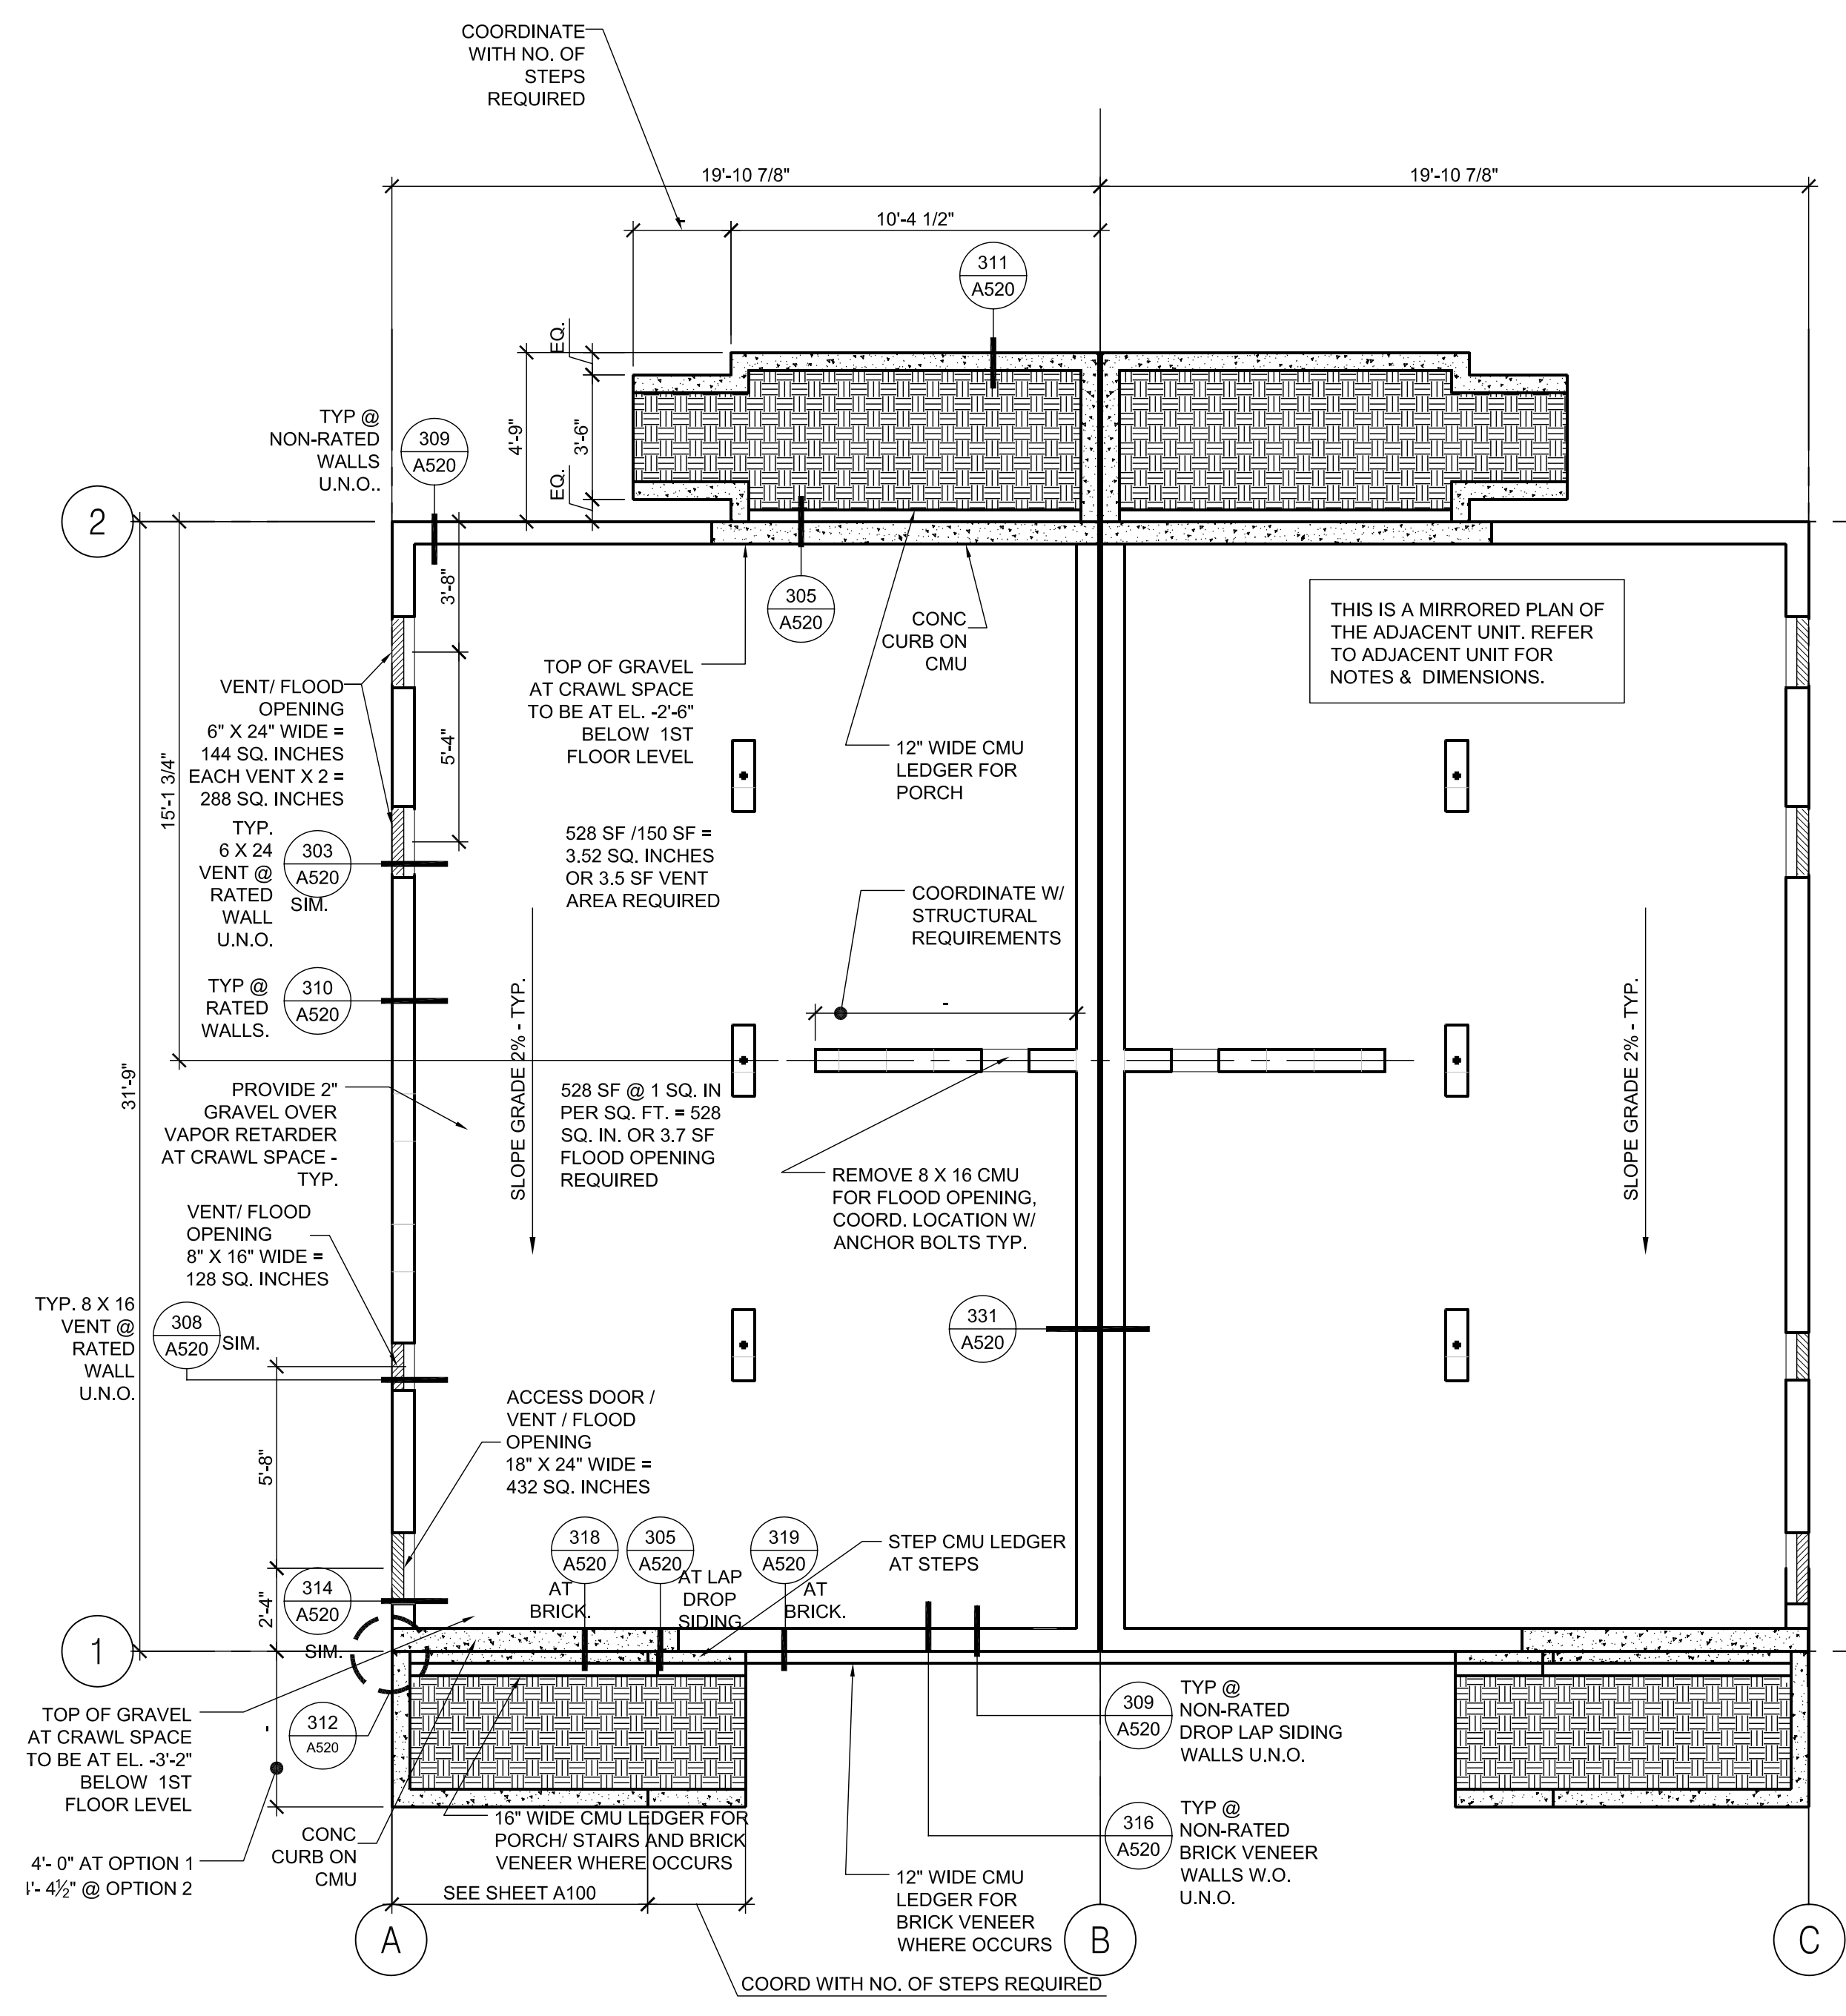 COORDINATE
WITH NO. OF
STEPS
REQUIRED
19'-10 7/8"
19'-10 7/8"
10'-4 1/2"
-
311
A520
EQ.
4'-9"
3'-6"
EQ.
TYP @
NON-RATED
WALLS
U.N.O..
309
A520
2
3'-8"
305
A520
CONC
CURB ON
CMU
THIS IS A MIRRORED PLAN OF
THE ADJACENT UNIT. REFER
TO ADJACENT UNIT FOR
NOTES & DIMENSIONS.
TOP OF GRAVEL
AT CRAWL SPACE
TO BE AT EL. -2'-6"
BELOW 1ST
FLOOR LEVEL
VENT/ FLOOD
OPENING
6" X 24" WIDE =
144 SQ. INCHES
EACH VENT X 2 =
288 SQ. INCHES
5'-4"
15'-1 3/4"
12" WIDE CMU
LEDGER FOR
PORCH
TYP.
6 X 24
VENT @
RATED
WALL
U.N.O.
303
A520
SIM.
528 SF /150 SF =
3.52 SQ. INCHES
OR 3.5 SF VENT
AREA REQUIRED
COORDINATE W/
STRUCTURAL
REQUIREMENTS
TYP @
RATED
WALLS.
310
A520
-
SLOPE GRADE 2% - TYP.
SLOPE GRADE 2% - TYP.
31'-9"
PROVIDE 2"
GRAVEL OVER
VAPOR RETARDER
AT CRAWL SPACE -
TYP.
528 SF @ 1 SQ. IN
PER SQ. FT. = 528
SQ. IN. OR 3.7 SF
FLOOD OPENING
REQUIRED
REMOVE 8 X 16 CMU
FOR FLOOD OPENING,
COORD. LOCATION W/
ANCHOR BOLTS TYP.
VENT/ FLOOD
OPENING
8" X 16" WIDE =
128 SQ. INCHES
TYP. 8 X 16
VENT @
RATED
WALL
U.N.O.
308
A520
SIM.
331
A520
5'-8"
ACCESS DOOR /
VENT / FLOOD
OPENING
18" X 24" WIDE =
432 SQ. INCHES
318
A520
AT
BRICK.
305
A520
AT LAP
DROP
SIDING
319
A520
AT
BRICK.
STEP CMU LEDGER
AT STEPS
2'-4"
314
A520
SIM.
1
TOP OF GRAVEL
AT CRAWL SPACE
TO BE AT EL. -3'-2"
BELOW 1ST
FLOOR LEVEL
-
312
A520
309
A520
TYP @
NON-RATED
DROP LAP SIDING
WALLS U.N.O.
316
A520
TYP @
NON-RATED
BRICK VENEER
WALLS W.O.
U.N.O.
16" WIDE CMU LEDGER FOR
PORCH/ STAIRS AND BRICK
VENEER WHERE OCCURS
CONC
CURB ON
CMU
4'- 0" AT OPTION 1
'- 4½" @ OPTION 2
SEE SHEET A100
12" WIDE CMU
LEDGER FOR
BRICK VENEER
WHERE OCCURS
A
B
C
COORD WITH NO. OF STEPS REQUIRED